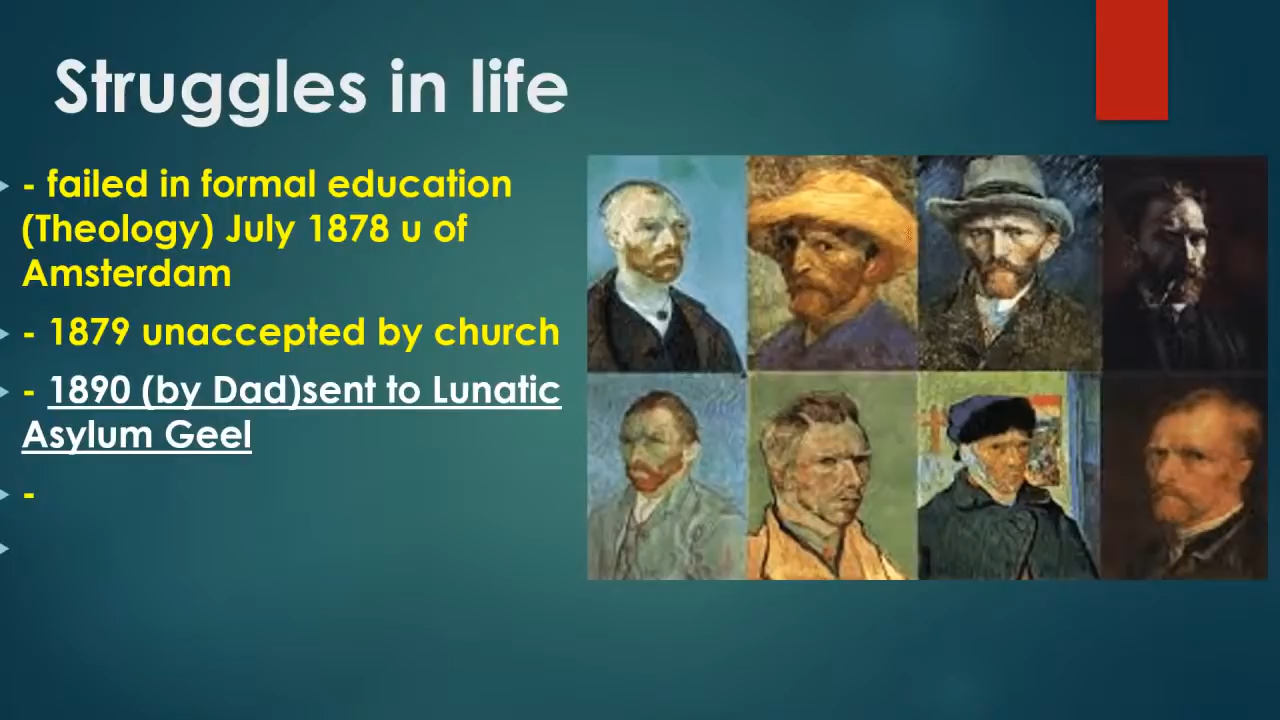 Struggles in life
- failed in formal education
(Theology) July 1878 u of
Amsterdam
- 1879 unaccepted by church
- 1890 (by Dad)sent to Lunatic
Asylum Geel
-